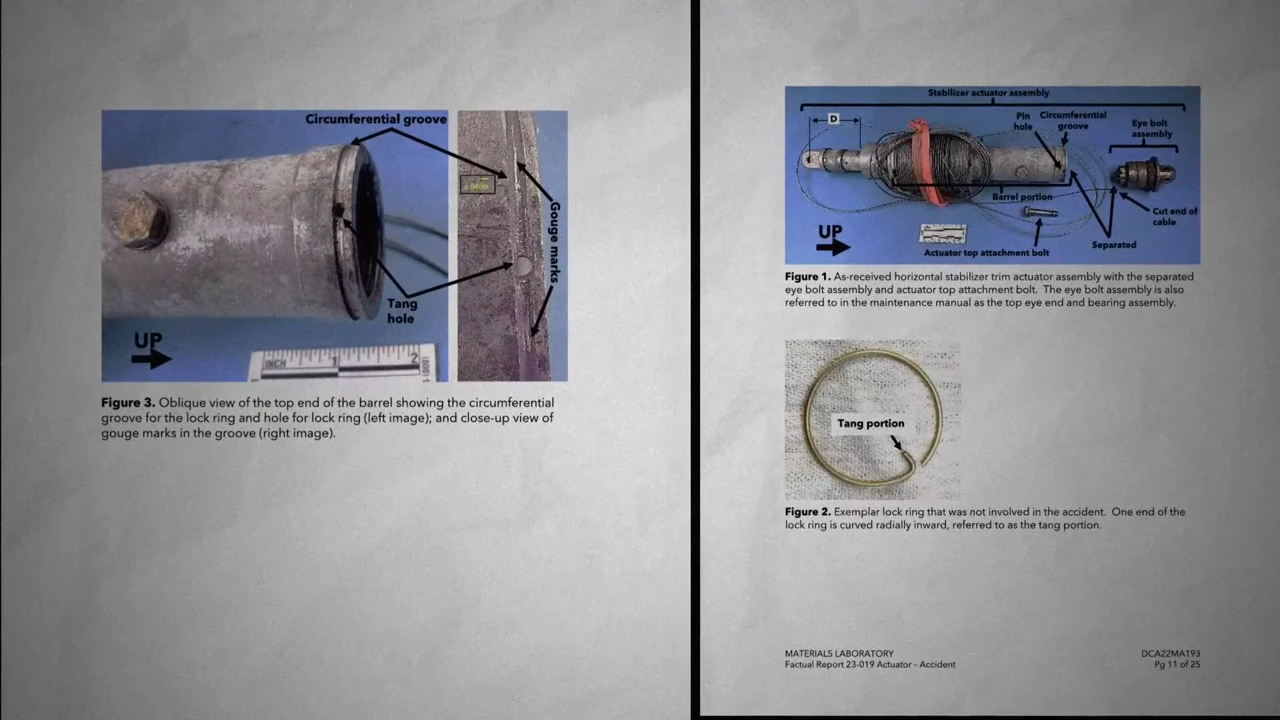 Circumferential groove
0.040in
Gouge marks
Tang
hole
UP
INCH 1 2
Figure 3. Oblique view of the top end of the barrel showing the circumferential
groove for the lock ring and hole for lock ring (left image); and close-up view of
gouge marks in the groove (right image).
Stabilizer actuator assembly
D
Pin
hole
Circumferential
groove
Eye bolt
assembly
Barrel portion
Cut end of
cable
UP
Separated
Actuator top attachment bolt
Figure 1. As-received horizontal stabilizer trim actuator assembly with the separated
eye bolt assembly and actuator top attachment bolt. The eye bolt assembly is also
referred to in the maintenance manual as the top eye end and bearing assembly.
Tang portion
Figure 2. Exemplar lock ring that was not involved in the accident. One end of the
lock ring is curved radially inward, referred to as the tang portion.
MATERIALS LABORATORY
Factual Report 23-019 Actuator – Accident
DCA22MA193
Pg 11 of 25